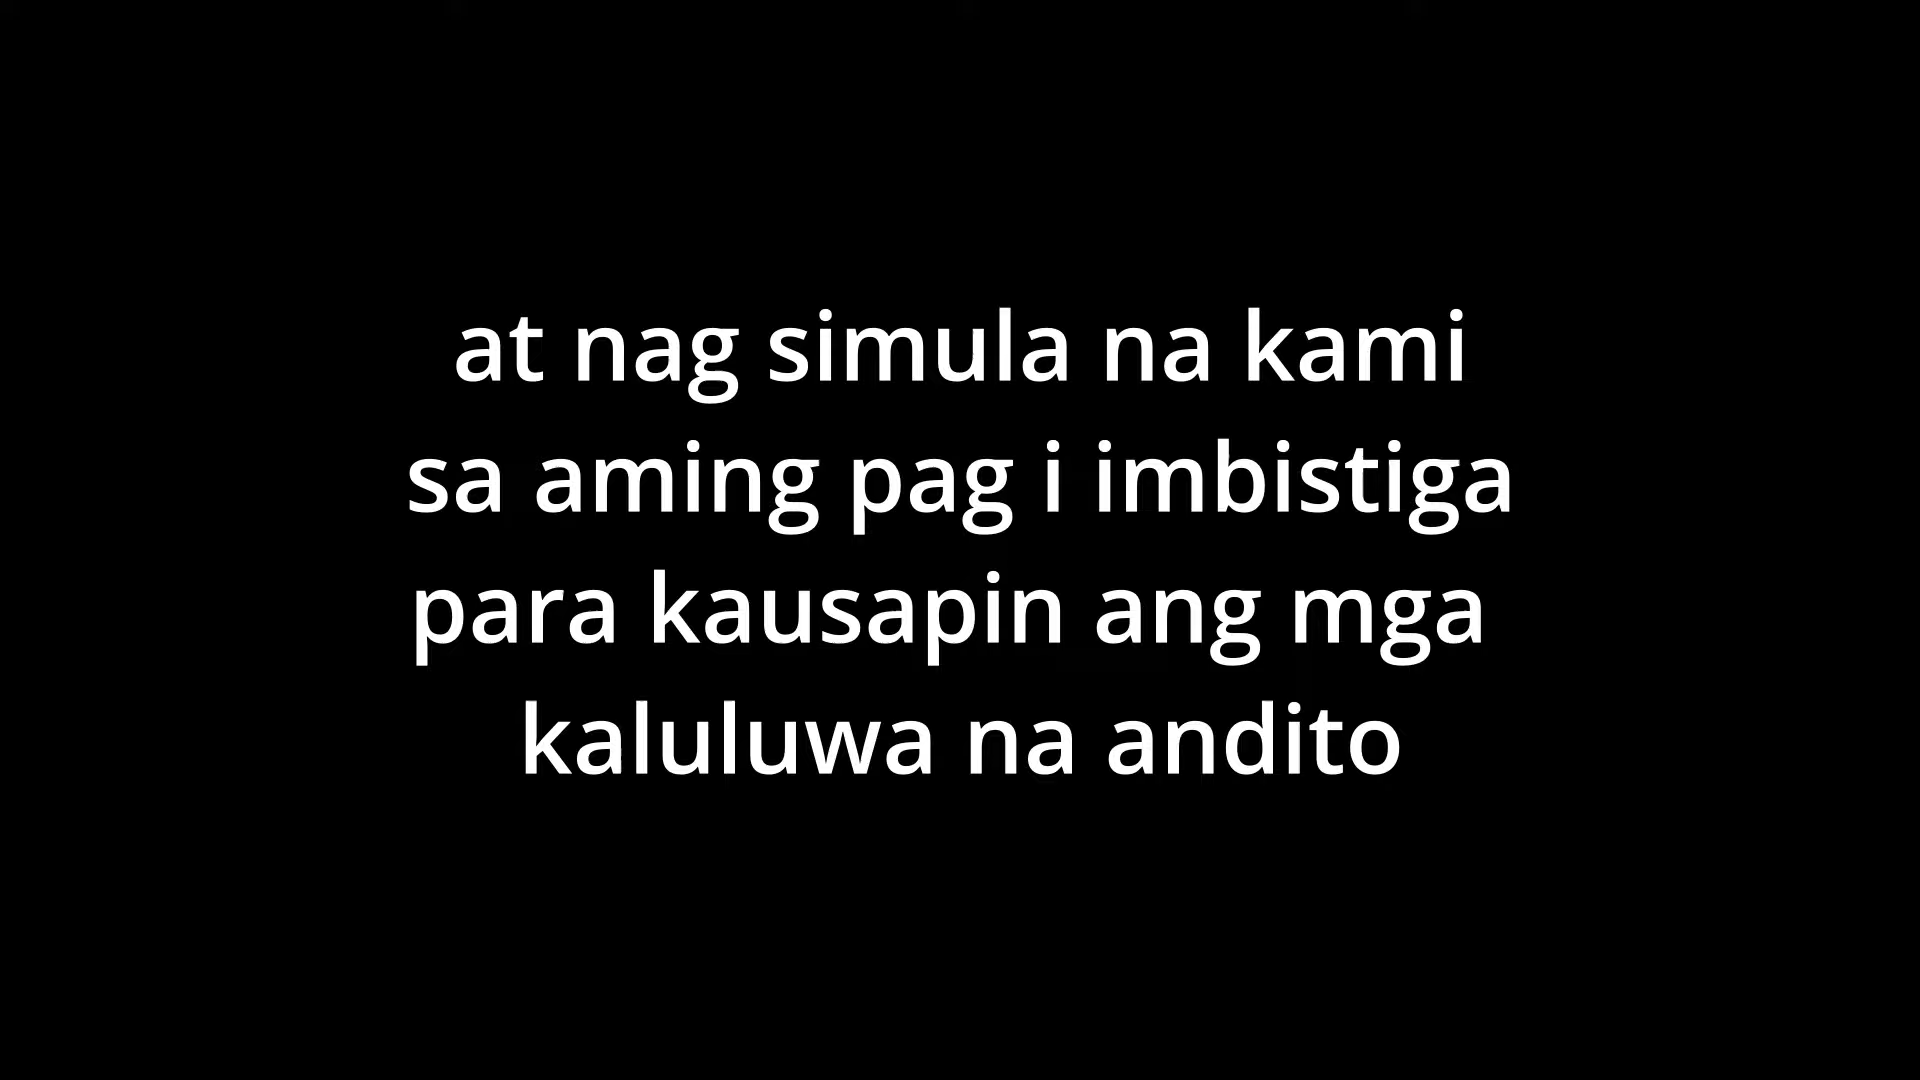 at nag simula na kami
sa aming pag i imbistiga
para kausapin ang mga
kaluluwa na andito